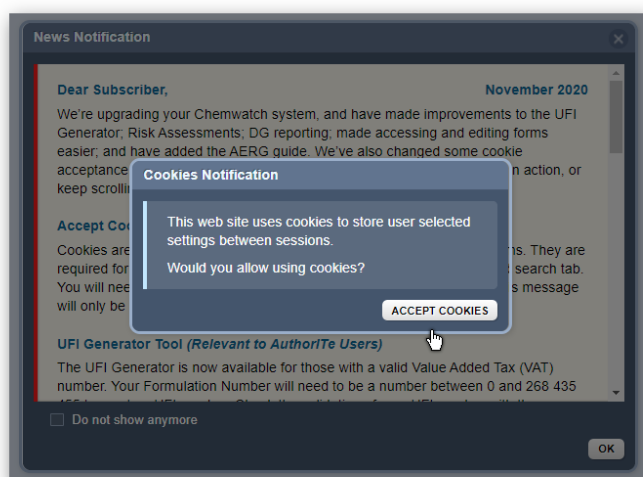 News Notification
Dear Subscriber, November 2020
We're upgrading your Chemwatch system, and have made improvements to the UFI
Generator; Risk Assessments; DG reporting; made accessing and editing forms
easier; and have added the AERG guide. We've also changed some cookie
acceptance n action, or
keep scrolli
Cookies Notification
This web site uses cookies to store user selected
settings between sessions.
Would you allow using cookies?
ACCEPT COOKIES
Accept Coo
Cookies are ns. They are
required for search tab.
You will nee s message
will only be
UFI Generator Tool (Relevant to AuthorITe Users)
The UFI Generator is now available for those with a valid Value Added Tax (VAT)
number. Your Formulation Number will need to be a number between 0 and 268 435
Do not show anymore
OK